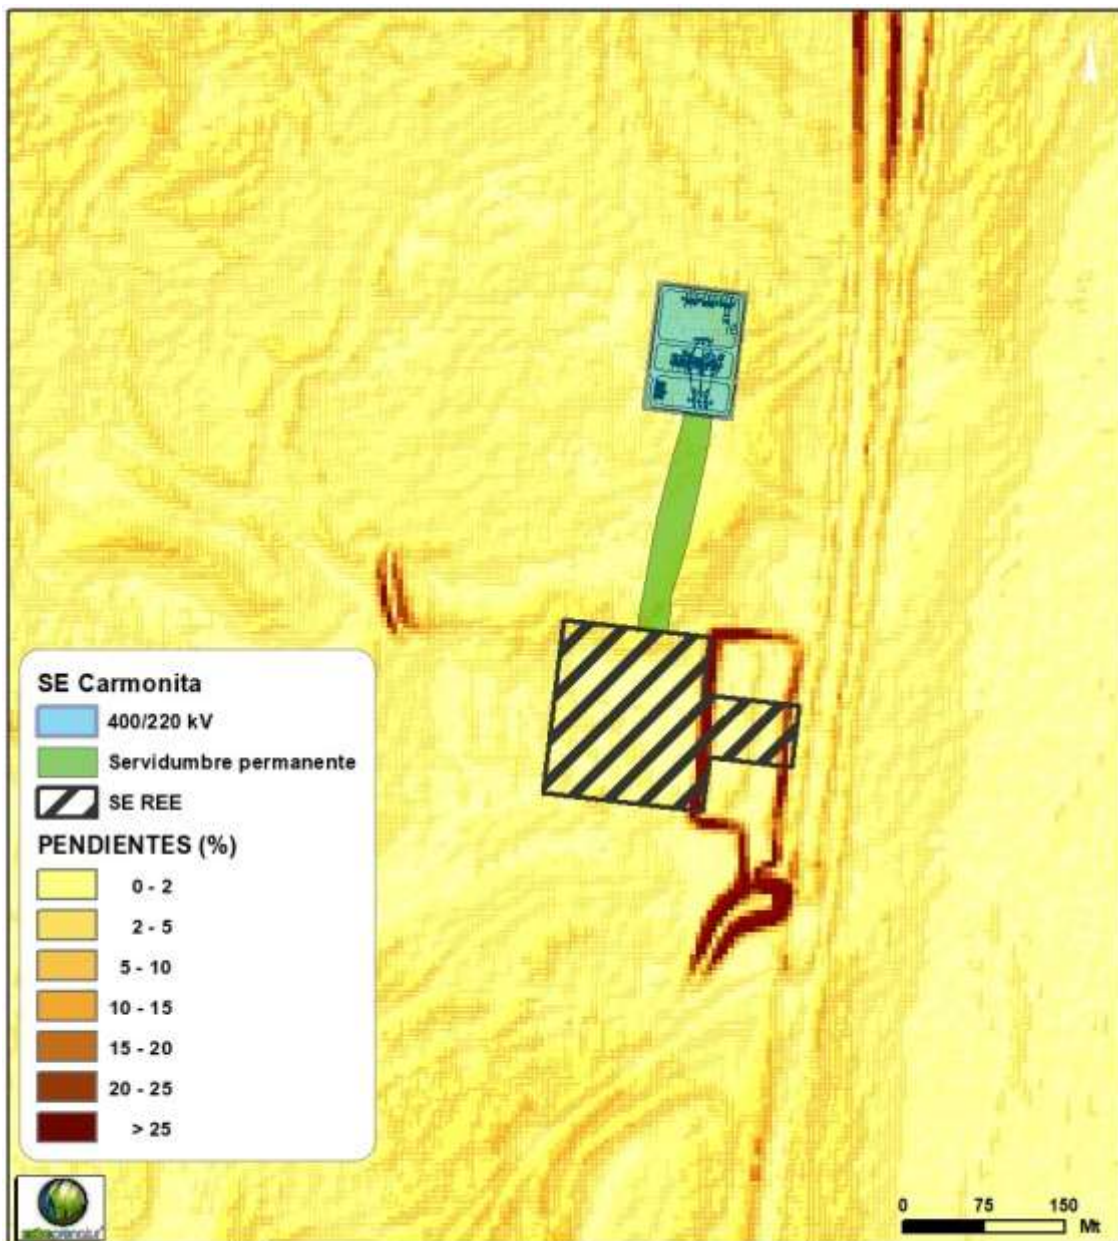 SE Carmonita
400/220 kV
Servidumbre permanente
SE REE
PENDIENTES (%)
0 - 2
2 - 5
5 - 10
10 - 15
15 - 20
20 - 25
> 25
0 75 150
Mt